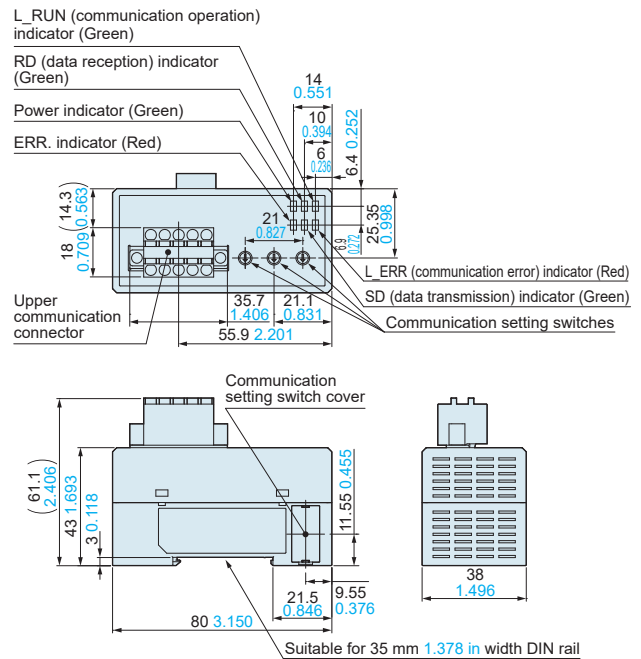 L_RUN (communication operation)
indicator (Green)
RD (data reception) indicator
(Green)
Power indicator (Green)
ERR. indicator (Red)
14
0.551
10
0.394
6
0.236
6.4 0.252
(14.3)
(0.563)
18
0.709
21
0.827
6.9
0.272
25.35
0.998
L_ERR (communication error) indicator (Red)
SD (data transmission) indicator (Green)
Communication setting switches
Upper
communication
connector
35.7
1.406
21.1
0.831
55.9 2.201
Communication
setting switch cover
(61.1)
(2.406)
43 1.693
3 0.118
11.55 0.455
21.5
0.846
9.55
0.376
80 3.150
38
1.496
Suitable for 35 mm 1.378 in width DIN rail